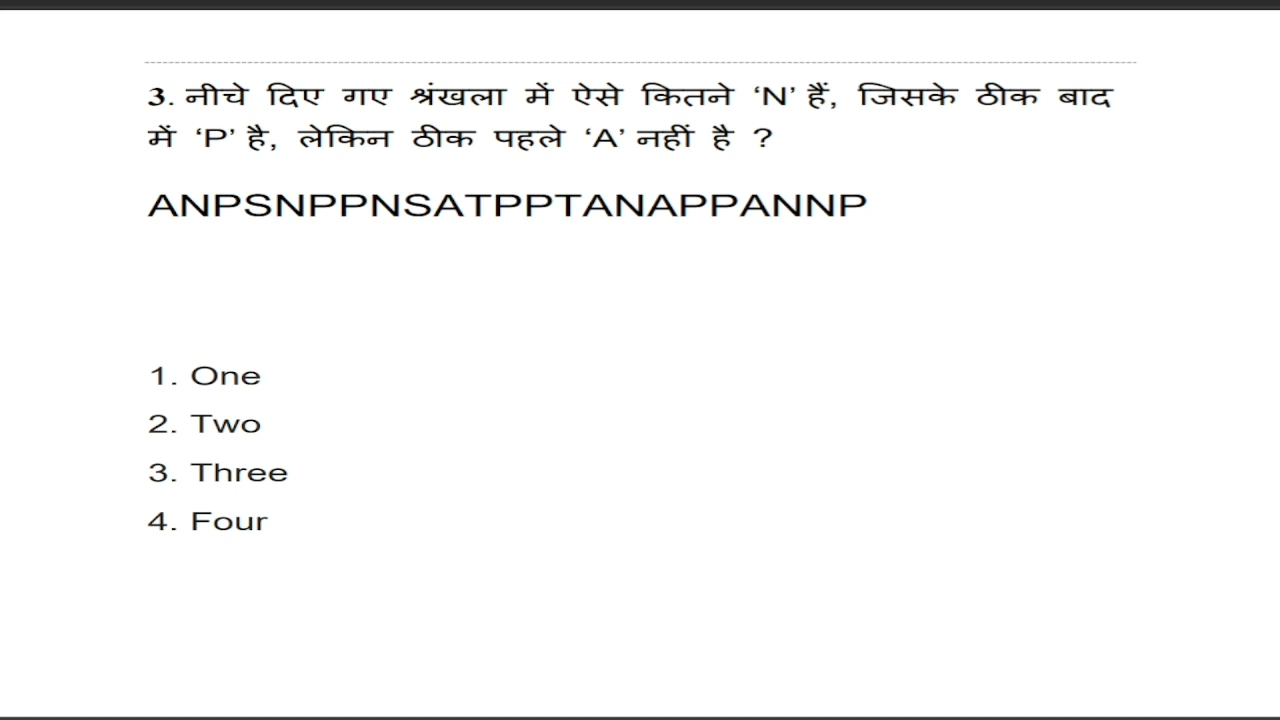 3. नीचे दिए गए श्रंखला में ऐसे कितने ‘N’ हैं, जिसके ठीक बाद
में ‘P’ है, लेकिन ठीक पहले ‘A’ नहीं है ?
ANPSNPPNSATPPTANAPPANNP
1. One
2. Two
3. Three
4. Four